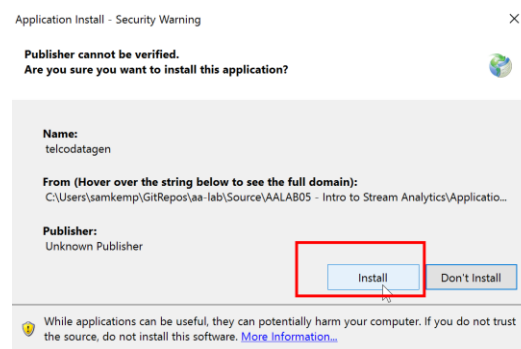 Application Install - Security Warning
Publisher cannot be verified.
Are you sure you want to install this application?
Name:
telcodatagen
From (Hover over the string below to see the full domain):
C:\Users\samkemp\GitRepos\aa-lab\Source\AALAB05 - Intro to Stream Analytics\Applicatio...
Publisher:
Unknown Publisher
Install
Don't Install
While applications can be useful, they can potentially harm your computer. If you do not trust
the source, do not install this software. More Information...